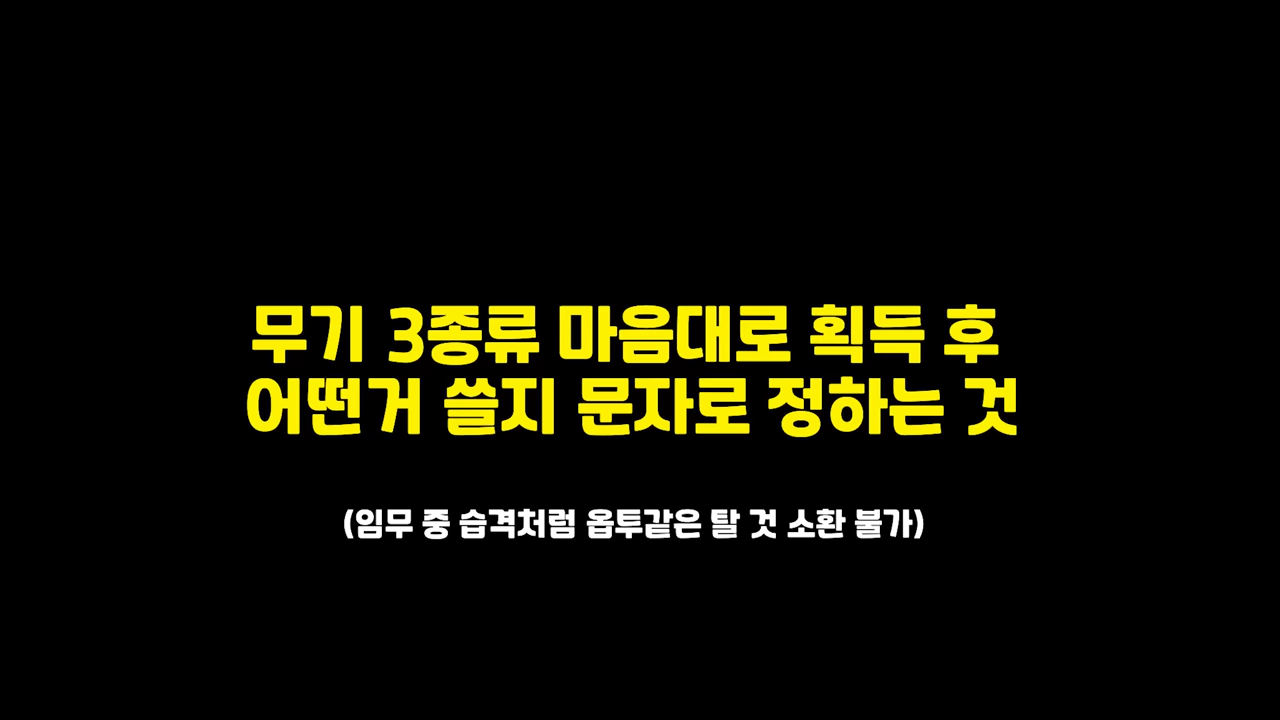 무기 3종류 마음대로 획득 후
어떤거 쓸지 문자로 정하는 것
(임무 중 습격처럼 옵투같은 탈 것 소환 불가)